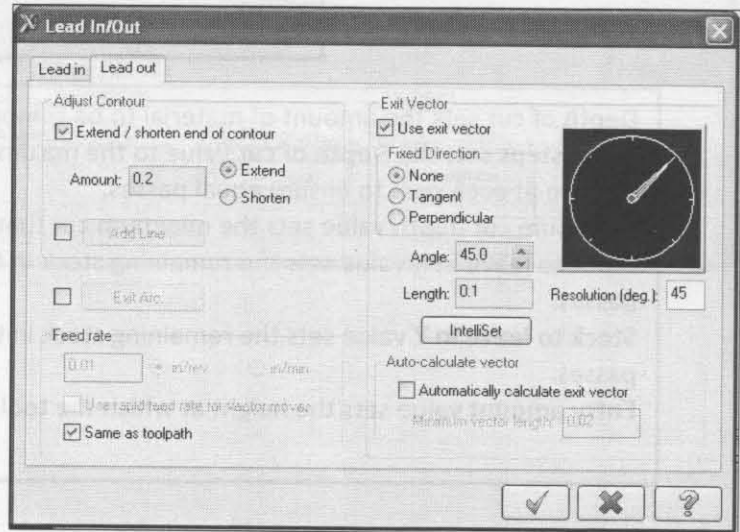 Lead In/Out
Lead in
Lead out
Adjust Contour
Extend / shorten end of contour
Amount: 0.2
Extend
Shorten
Add Line
Exit Arc
Feed rate
0.01
in/rev
in/min
Use rapid feed rate for vector moves
Same as toolpath
Exit Vector
Use exit vector
Fixed Direction
None
Tangent
Perpendicular
Angle: 45.0
Length: 0.1
Resolution (deg.): 45
IntelliSet
Auto-calculate vector
Automatically calculate exit vector
Minimum vector length: 0.02